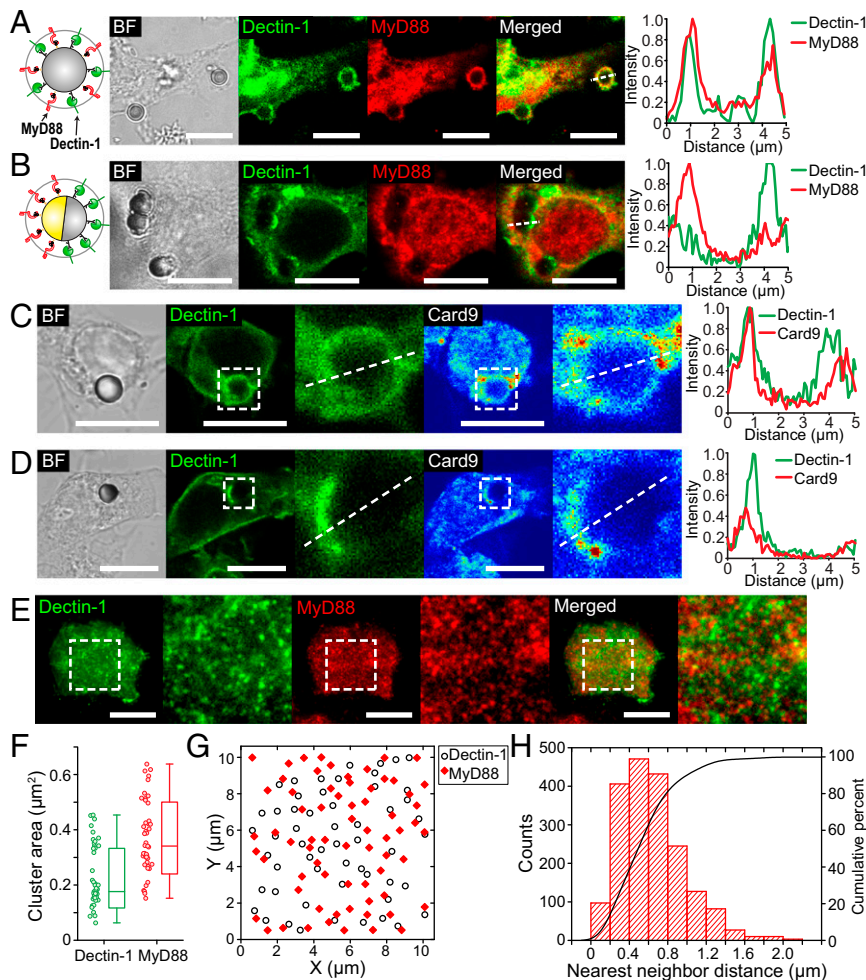 A
MyD88
Dectin-1
BF
Dectin-1
MyD88
Merged
Intensity
1.0
0.8
0.6
0.4
0.2
0
0 1 2 3 4 5
Distance (µm)
Dectin-1
MyD88
B
BF
Dectin-1
MyD88
Merged
Intensity
1.0
0.8
0.6
0.4
0.2
0
0 1 2 3 4 5
Distance (µm)
Dectin-1
MyD88
C
BF
Dectin-1
Card9
Intensity
1.0
0.8
0.6
0.4
0.2
0
0 1 2 3 4 5
Distance (µm)
Dectin-1
Card9
D
BF
Dectin-1
Card9
Intensity
1.0
0.8
0.6
0.4
0.2
0
0 1 2 3 4 5
Distance (µm)
Dectin-1
Card9
E
Dectin-1
MyD88
Merged
F
Cluster area (µm²)
0.6
0.4
0.2
0
Dectin-1 MyD88
G
Y (µm)
10
8
6
4
2
0
0 2 4 6 8 10
X (µm)
Dectin-1
MyD88
H
Counts
500
400
300
200
100
0
0 0.4 0.8 1.2 1.6 2.0
Nearest neighbor distance (µm)
100
80
60
40
20
0
Cumulative percent